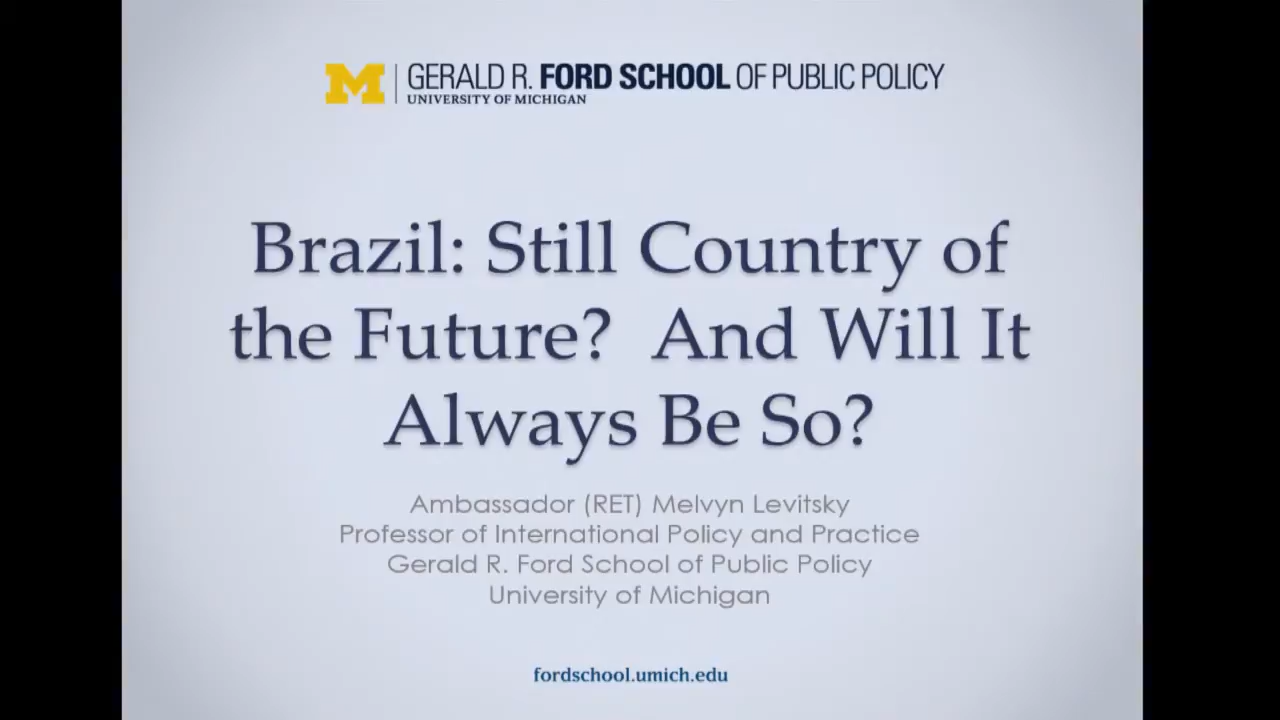 M
GERALD R. FORD SCHOOL OF PUBLIC POLICY
UNIVERSITY OF MICHIGAN
Brazil: Still Country of
the Future? And Will It
Always Be So?
Ambassador (RET) Melvyn Levitsky
Professor of International Policy and Practice
Gerald R. Ford School of Public Policy
University of Michigan
fordschool.umich.edu